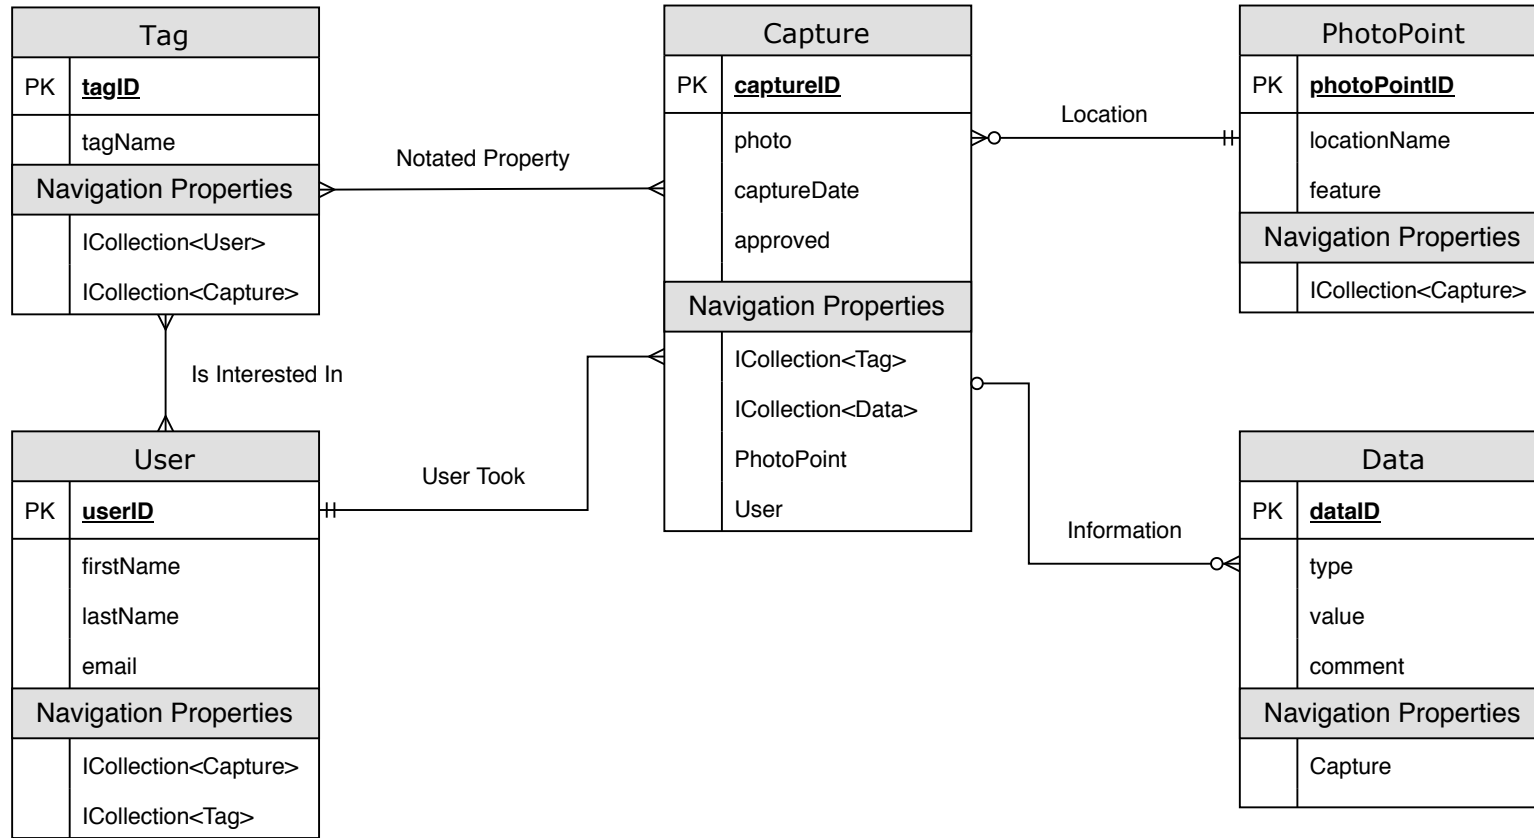 Tag
PK tagID
tagName
Navigation Properties
ICollection<User>
ICollection<Capture>
Notated Property
Is Interested In
User
PK userID
firstName
lastName
email
Navigation Properties
ICollection<Capture>
ICollection<Tag>
User Took
Capture
PK captureID
photo
captureDate
approved
Navigation Properties
ICollection<Tag>
ICollection<Data>
PhotoPoint
User
Location
Information
PhotoPoint
PK photoPointID
locationName
feature
Navigation Properties
ICollection<Capture>
Data
PK dataID
type
value
comment
Navigation Properties
Capture